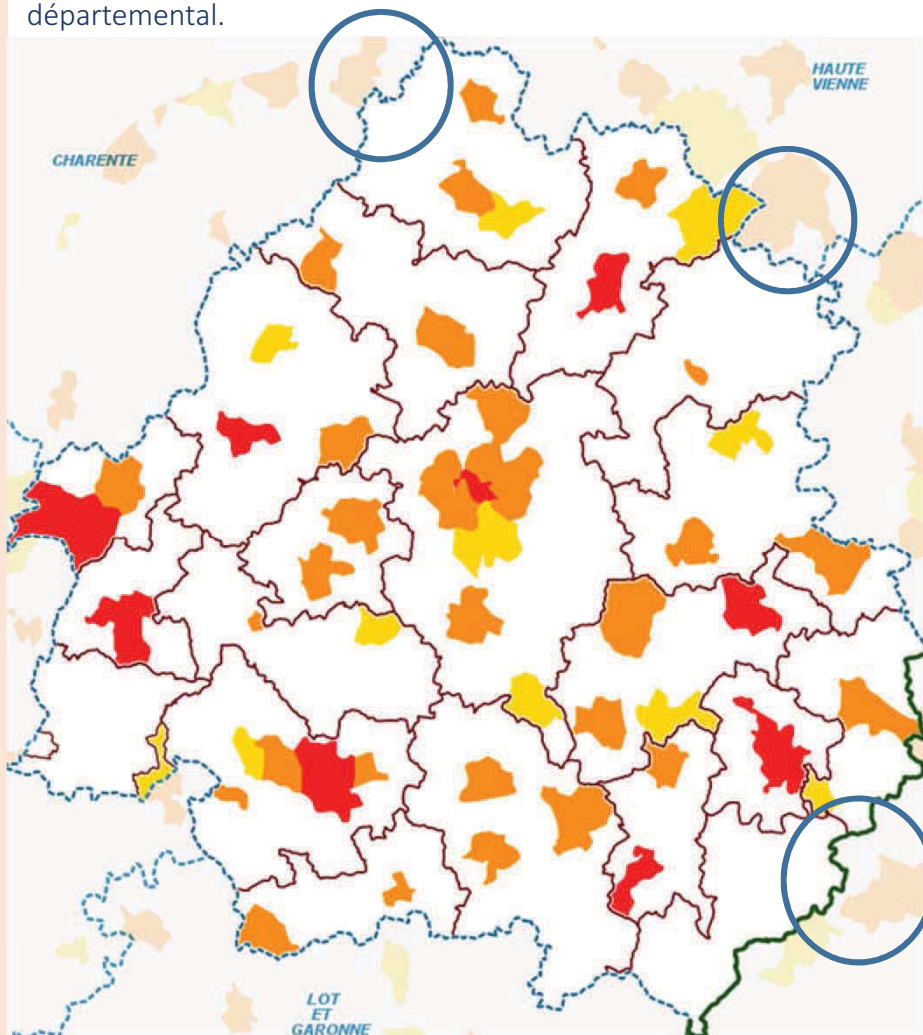 départemental.
HAUTE
VIENNE
CHARENTE
LOT
ET
GARONNE